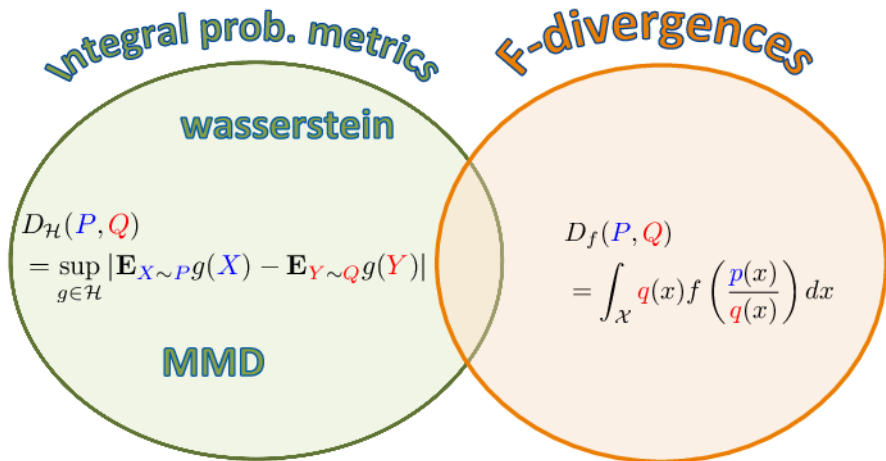 Integral prob. metrics
F-divergences
wasserstein
D_ℋ(P, Q)
= sup_{g∈ℋ} |E_{X∼P} g(X) − E_{Y∼Q} g(Y)|
MMD
D_f(P, Q)
= ∫_𝒳 q(x) f (p(x)/q(x)) dx